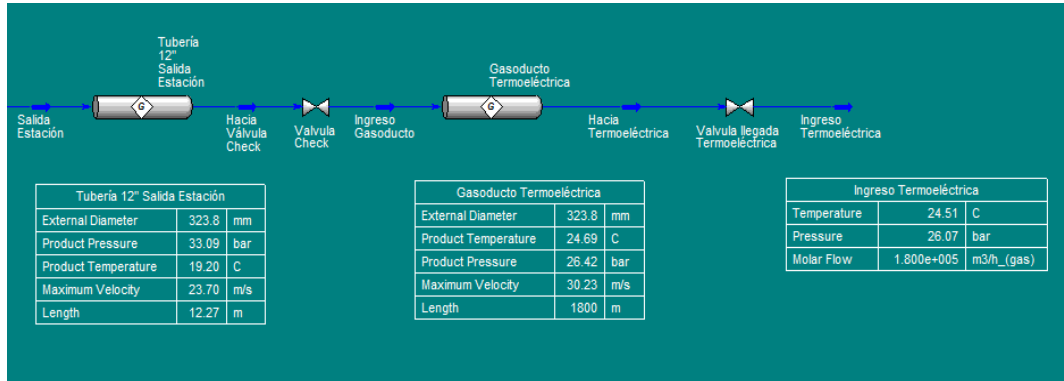 Tubería
12"
Salida
Estación
Gasoducto
Termoeléctrica
G
G
Salida
Estación
Hacia
Válvula
Check
Valvula
Check
Ingreso
Gasoducto
Hacia
Termoeléctrica
Valvula llegada
Termoeléctrica
Ingreso
Termoeléctrica
Tubería 12" Salida Estación
External Diameter 323.8 mm
Product Pressure 33.09 bar
Product Temperature 19.20 C
Maximum Velocity 23.70 m/s
Length 12.27 m
Gasoducto Termoeléctrica
External Diameter 323.8 mm
Product Temperature 24.69 C
Product Pressure 26.42 bar
Maximum Velocity 30.23 m/s
Length 1800 m
Ingreso Termoeléctrica
Temperature 24.51 C
Pressure 26.07 bar
Molar Flow 1.800e+005 m3/h_(gas)